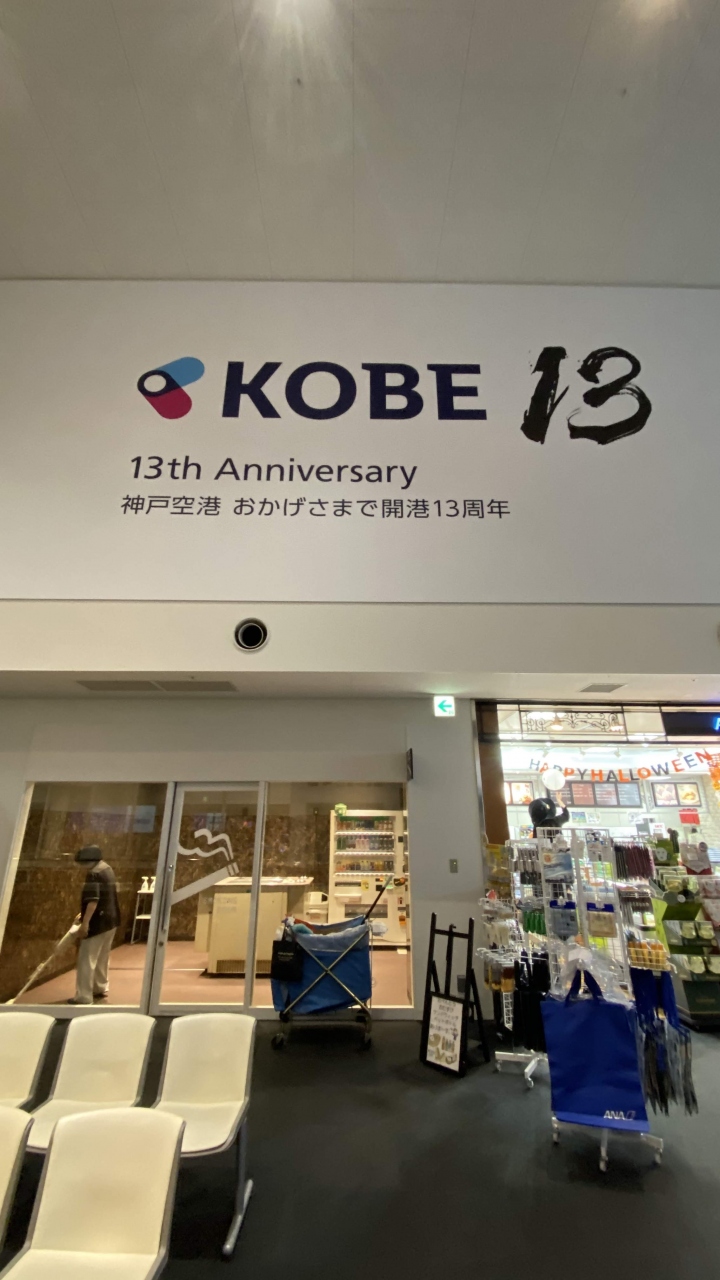 KOBE 13
13th Anniversary
神戸空港 おかげさまで開港13周年
HAPPY HALLOWEEN
ANA